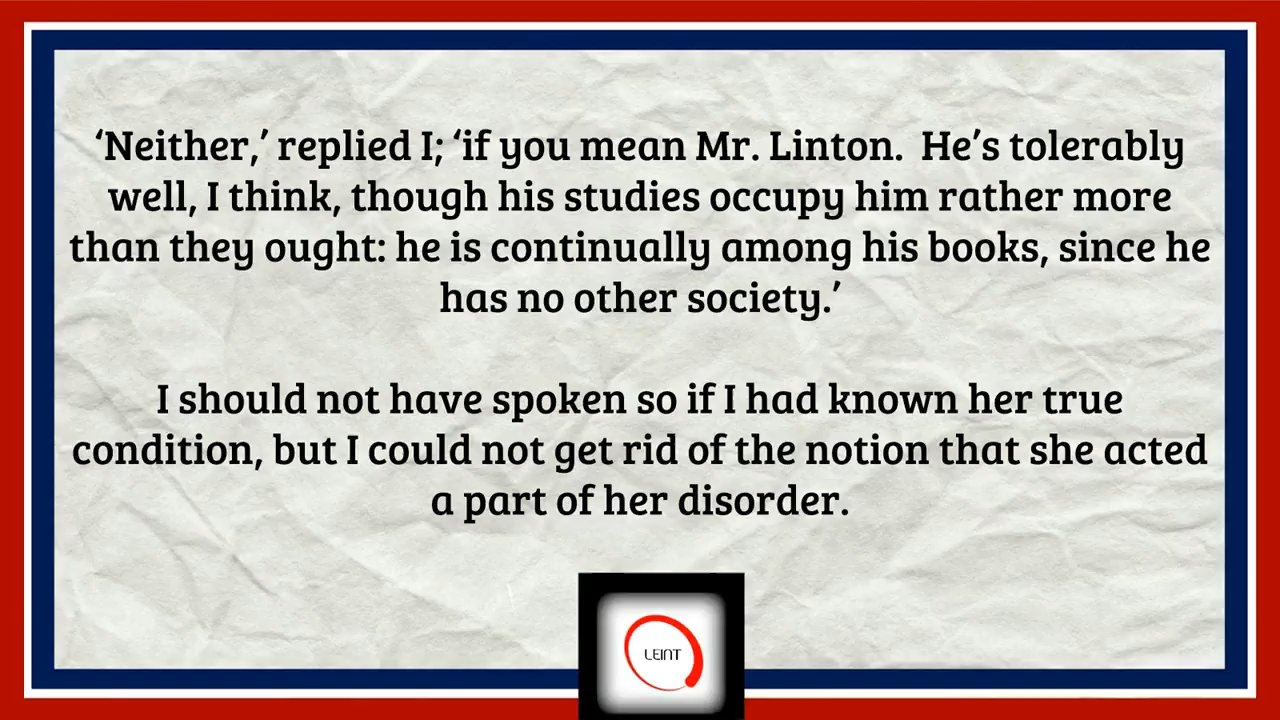 ‘Neither,’ replied I; ‘if you mean Mr. Linton.  He’s tolerably
well, I think, though his studies occupy him rather more
than they ought: he is continually among his books, since he
has no other society.’
I should not have spoken so if I had known her true
condition, but I could not get rid of the notion that she acted
a part of her disorder.
LEINT